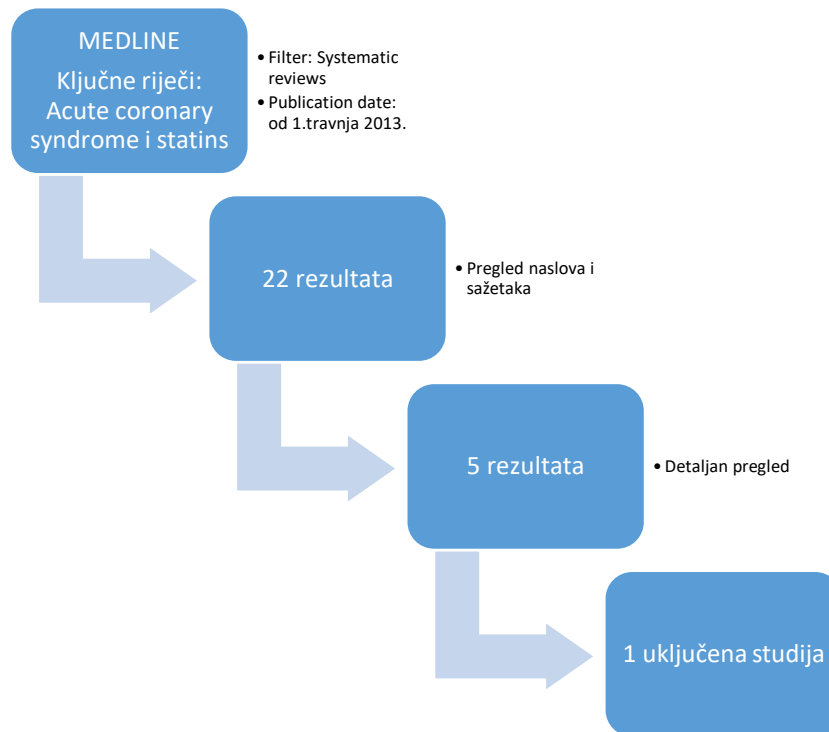 MEDLINE
Ključne riječi:
Acute coronary
syndrome i statins
• Filter: Systematic
reviews
• Publication date:
od 1.travnja 2013.
22 rezultata
• Pregled naslova i
sažetaka
5 rezultata
• Detaljan pregled
1 uključena studija